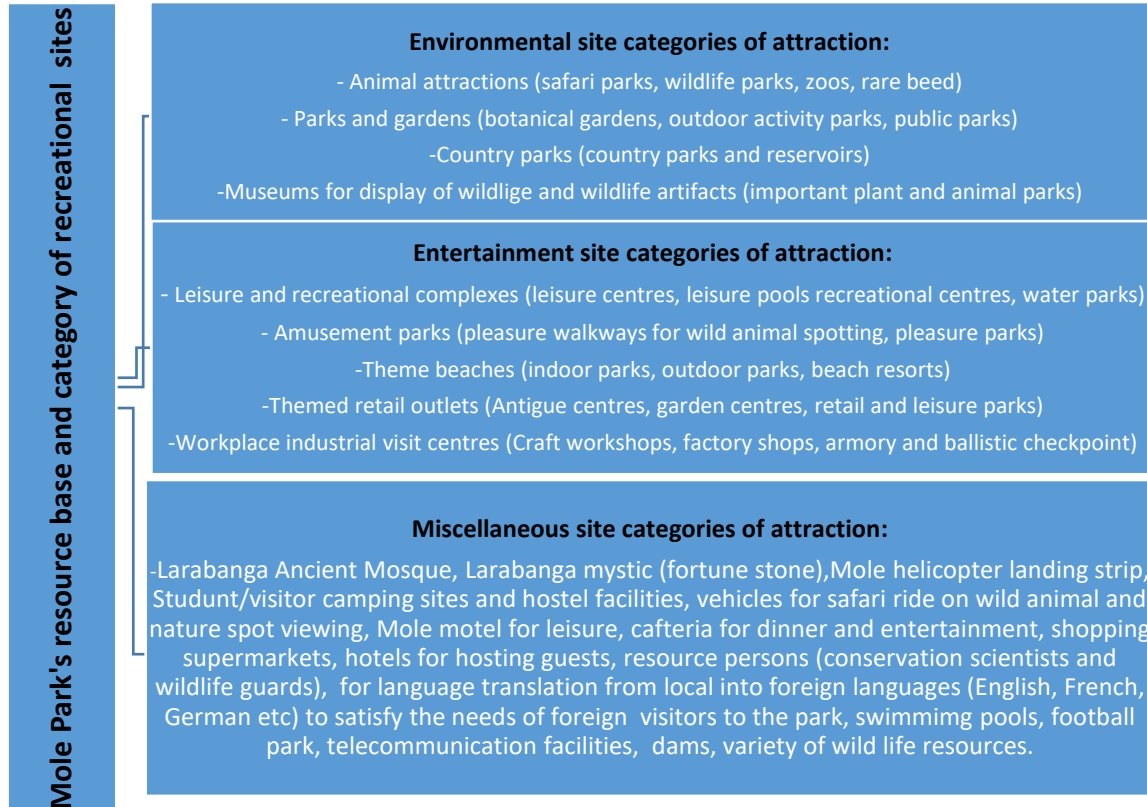 Mole Park's resource base and category of recreational sites
Environmental site categories of attraction:
- Animal attractions (safari parks, wildlife parks, zoos, rare beed)
- Parks and gardens (botanical gardens, outdoor activity parks, public parks)
-Country parks (country parks and reservoirs)
-Museums for display of wildlige and wildlife artifacts (important plant and animal parks)
Entertainment site categories of attraction:
- Leisure and recreational complexes (leisure centres, leisure pools recreational centres, water parks)
- Amusement parks (pleasure walkways for wild animal spotting, pleasure parks)
-Theme beaches (indoor parks, outdoor parks, beach resorts)
-Themed retail outlets (Antigue centres, garden centres, retail and leisure parks)
-Workplace industrial visit centres (Craft workshops, factory shops, armory and ballistic checkpoint)
Miscellaneous site categories of attraction:
-Larabanga Ancient Mosque, Larabanga mystic (fortune stone),Mole helicopter landing strip,
Studunt/visitor camping sites and hostel facilities, vehicles for safari ride on wild animal and
nature spot viewing, Mole motel for leisure, cafteria for dinner and entertainment, shopping
supermarkets, hotels for hosting guests, resource persons (conservation scientists and
wildlife guards),  for language translation from local into foreign languages (English, French,
German etc) to satisfy the needs of foreign  visitors to the park, swimmimg pools, football
park, telecommunication facilities,  dams, variety of wild life resources.